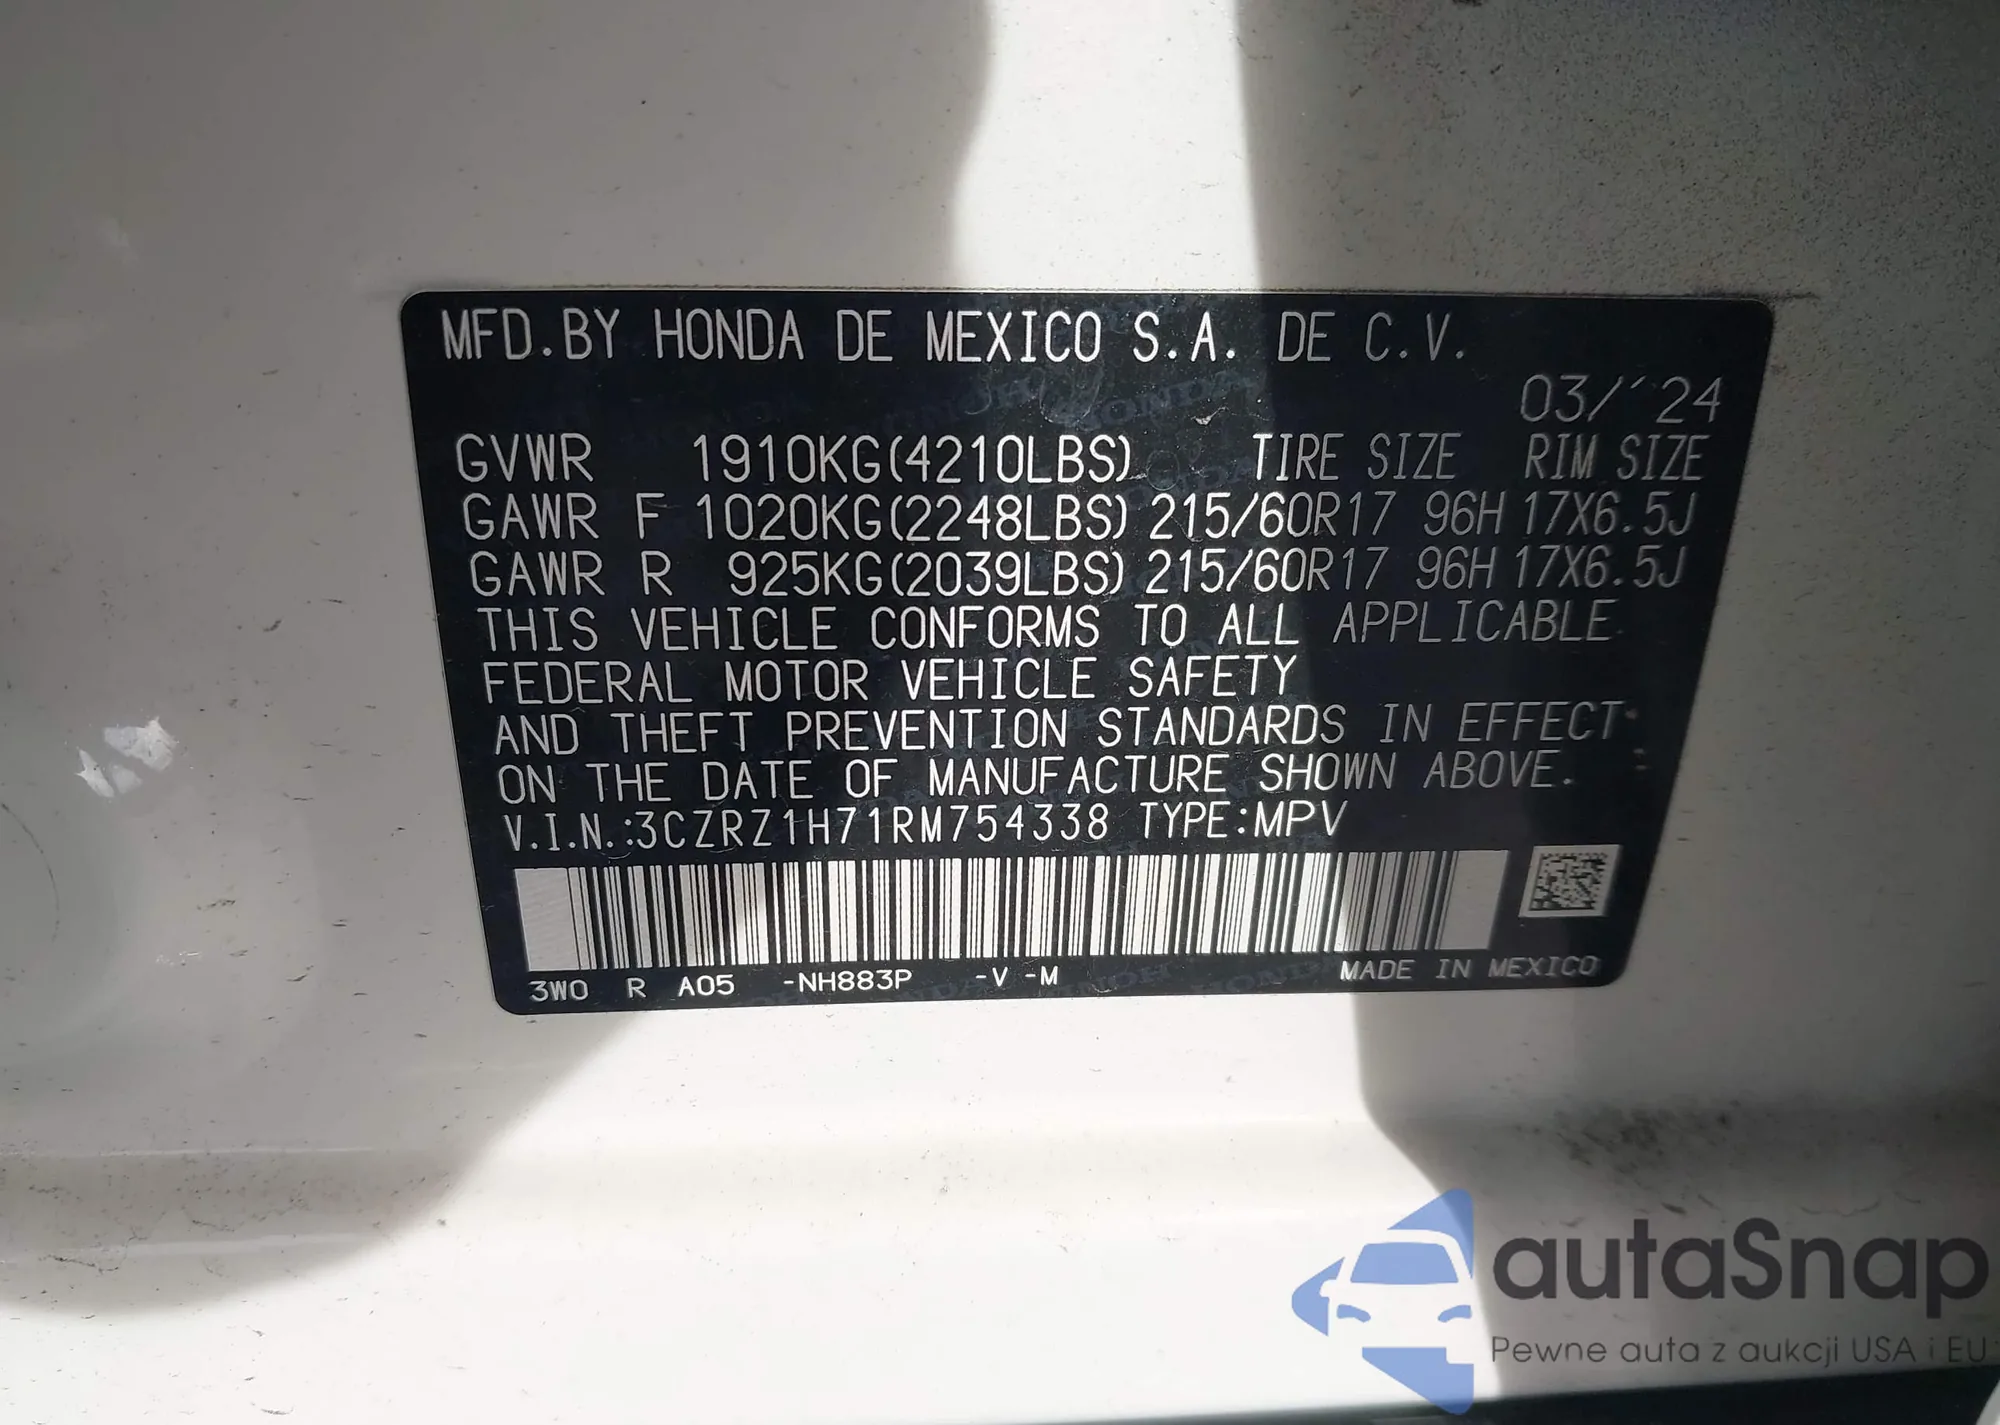 MFD.BY HONDA DE MEXICO S.A. DE C.V.
03/´24
GVWR 1910KG(4210LBS) TIRE SIZE RIM SIZE
GAWR F 1020KG(2248LBS) 215/60R17 96H 17X6.5J
GAWR R 925KG(2039LBS) 215/60R17 96H 17X6.5J
THIS VEHICLE CONFORMS TO ALL APPLICABLE
FEDERAL MOTOR VEHICLE SAFETY
AND THEFT PREVENTION STANDARDS IN EFFECT
ON THE DATE OF MANUFACTURE SHOWN ABOVE.
V.I.N.:3CZRZ1H71RM754338 TYPE:MPV
3W0 R A05 -NH883P -V -M MADE IN MEXICO
autaSnap
Pewne auta z aukcji USA i EU